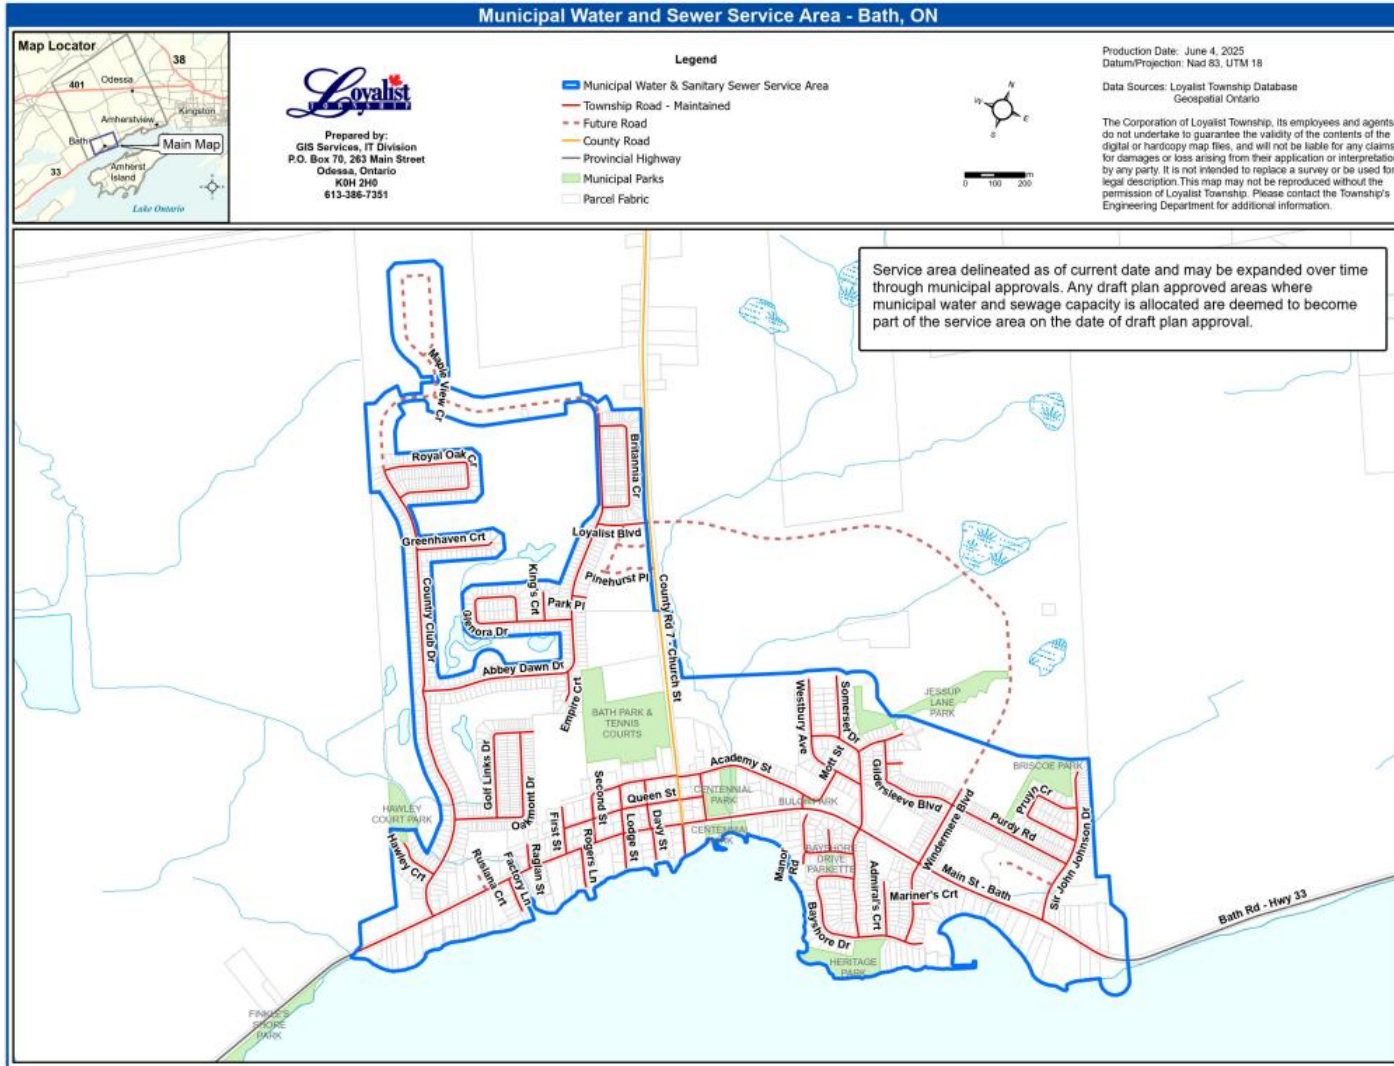 Municipal Water and Sewer Service Area - Bath, ON
Map Locator
38
401
Odessa
Kingston
Amherstview
Bath
Main Map
33
Amherst
Island
Lake Ontario
Loyalist
TOWNSHIP
Prepared by:
GIS Services, IT Division
P.O. Box 70, 263 Main Street
Odessa, Ontario
K0H 2H0
613-386-7351
Legend
Municipal Water & Sanitary Sewer Service Area
Township Road - Maintained
Future Road
County Road
Provincial Highway
Municipal Parks
Parcel Fabric
N
W
E
S
0 100 200 m
Production Date: June 4, 2025
Datum/Projection: Nad 83, UTM 18
Data Sources: Loyalist Township Database
Geospatial Ontario
The Corporation of Loyalist Township, its employees and agents,
do not undertake to guarantee the validity of the contents of the
digital or hardcopy map files, and will not be liable for any claims
for damages or loss arising from their application or interpretation
by any party. It is not intended to replace a survey or be used for
legal description. This map may not be reproduced without the
permission of Loyalist Township. Please contact the Township's
Engineering Department for additional information.
Service area delineated as of current date and may be expanded over time
through municipal approvals. Any draft plan approved areas where
municipal water and sewage capacity is allocated are deemed to become
part of the service area on the date of draft plan approval.
Maple View Cr
Royal Oak Cr
Britannia Cr
Greenhaven Crt
Loyalist Blvd
Pinehurst Pl
King's Crt
Park Pl
Country Club Dr
Glenora Dr
County Rd 7 - Church St
Abbey Dawn Dr
Empire Crt
BATH PARK &
TENNIS
COURTS
Westbury Ave
Somerset Dr
JESSUP
LANE
PARK
Golf Links Dr
Oakmont Dr
Mott St
Academy St
Gildersleeve Blvd
BRISCOE PARK
Second St
Queen St
CENTENNIAL
PARK
BULCH PARK
Pruyn Cr
HAWLEY
COURT PARK
First St
Lodge St
Davy St
CENTENNIAL
PARK
Windermere Blvd
Purdy Rd
Sir John Johnson Dr
Hawley Crt
Ruslana Crt
Factory Ln
Raglan St
Rogers Ln
Manor
Rd
BAYSHORE
DRIVE
PARKETTE
Admiral's Crt
Main St - Bath
Mariner's Crt
Bayshore Dr
HERITAGE
PARK
Bath Rd - Hwy 33
FINKLE'S
SHORE
PARK